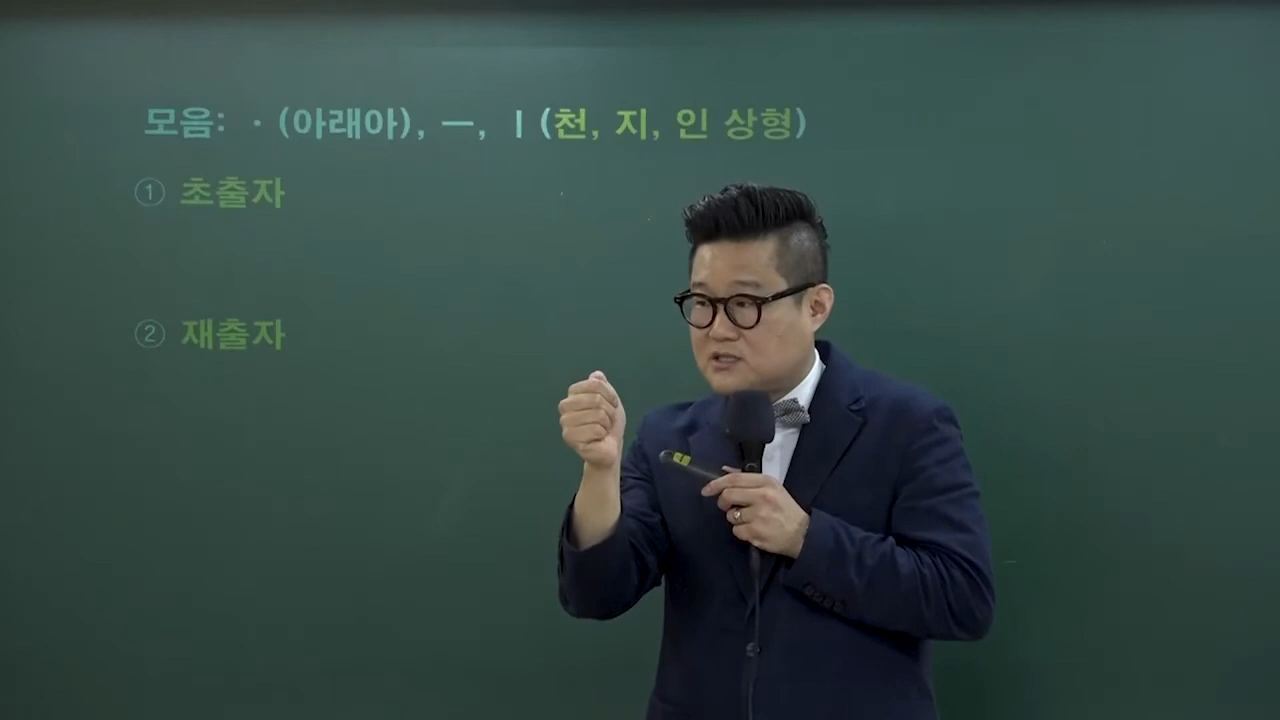 모음: ㆍ (아래아), ㅡ, ㅣ (천, 지, 인 상형)
① 초출자
② 재출자